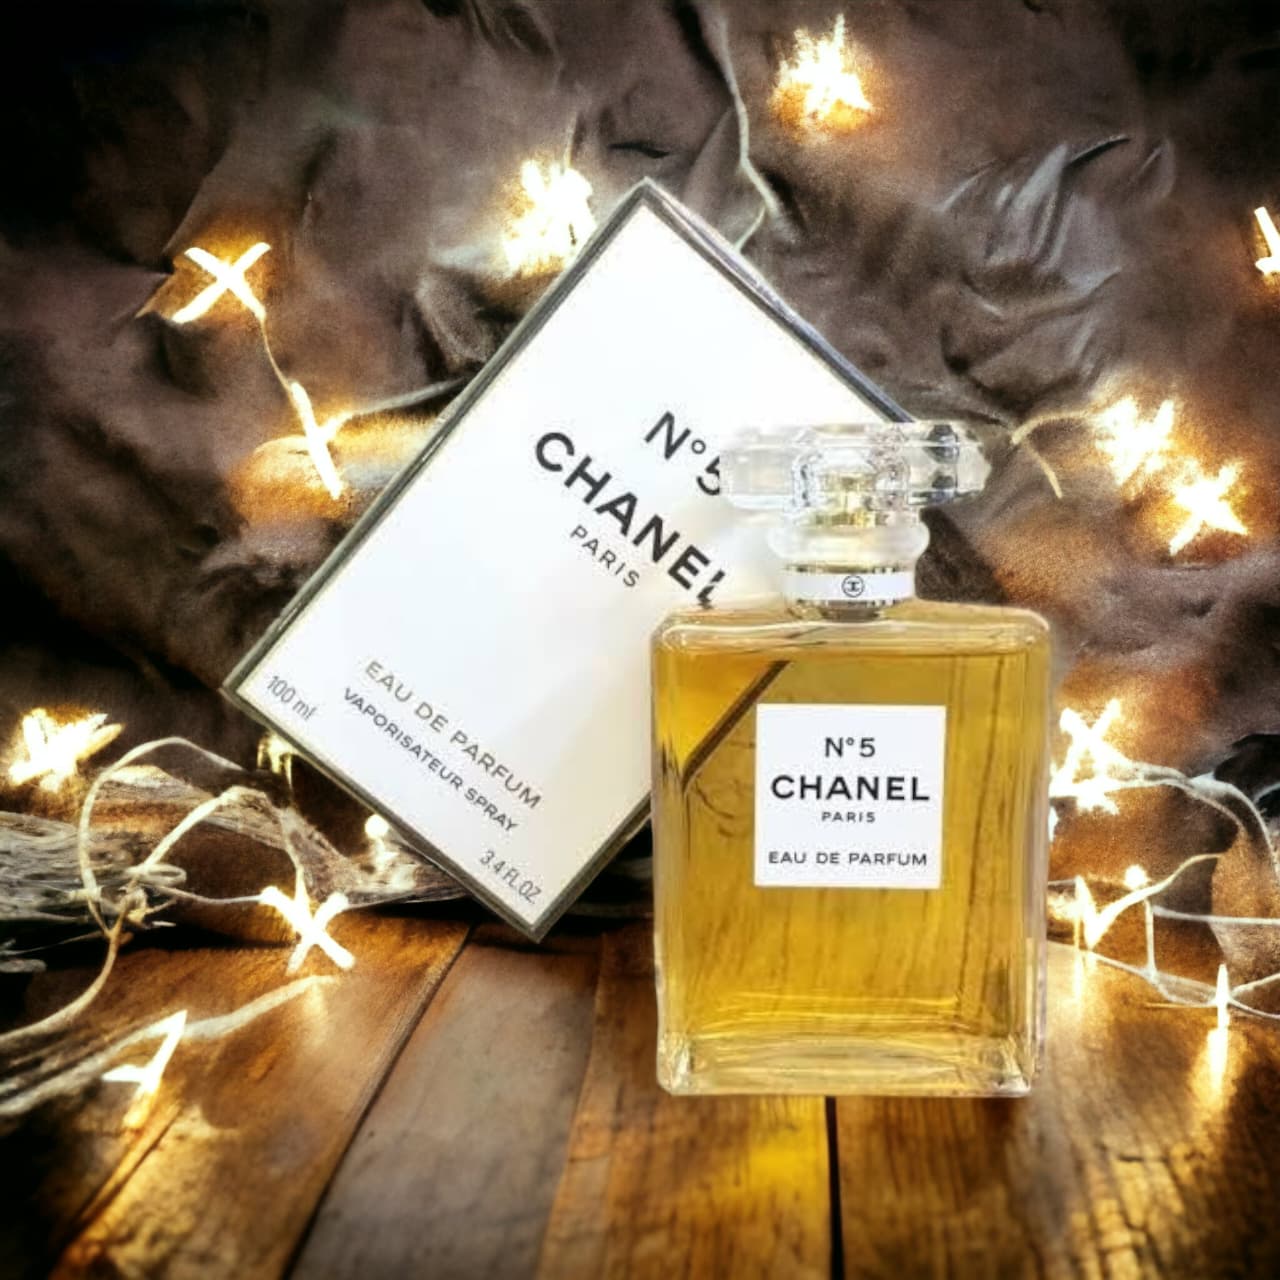 N°5
CHANEL
PARIS
EAU DE PARFUM
VAPORISATEUR SPRAY
100 ml
3.4 FL.OZ.
N°5
CHANEL
PARIS
EAU DE PARFUM